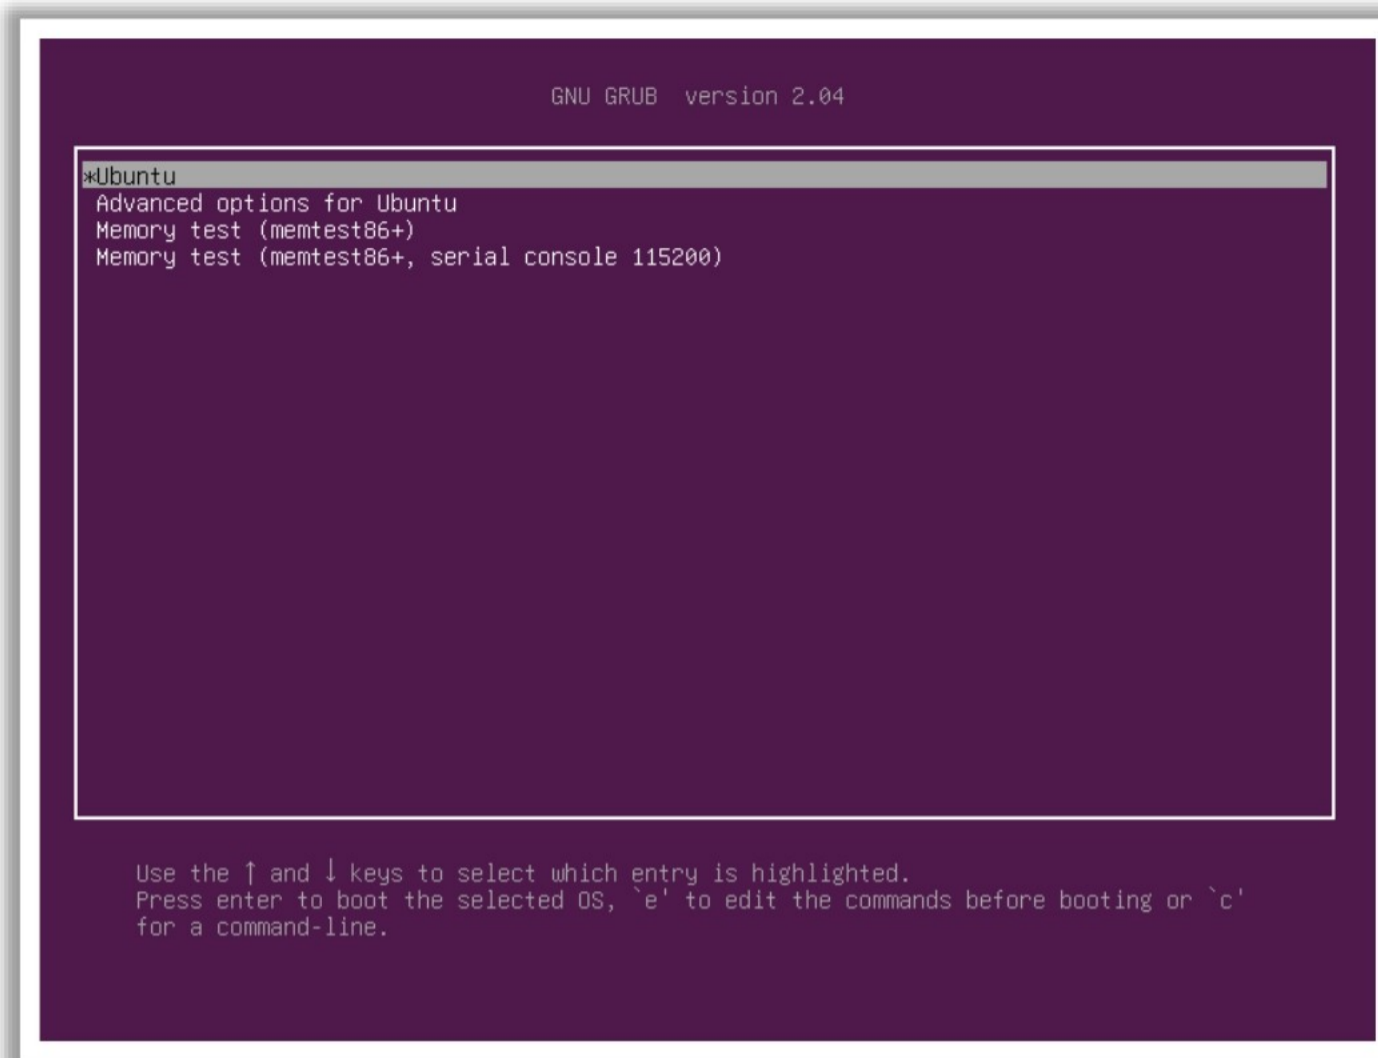 GNU GRUB  version 2.04
*Ubuntu
Advanced options for Ubuntu
Memory test (memtest86+)
Memory test (memtest86+, serial console 115200)
Use the ↑ and ↓ keys to select which entry is highlighted.
Press enter to boot the selected OS, `e' to edit the commands before booting or `c'
for a command-line.